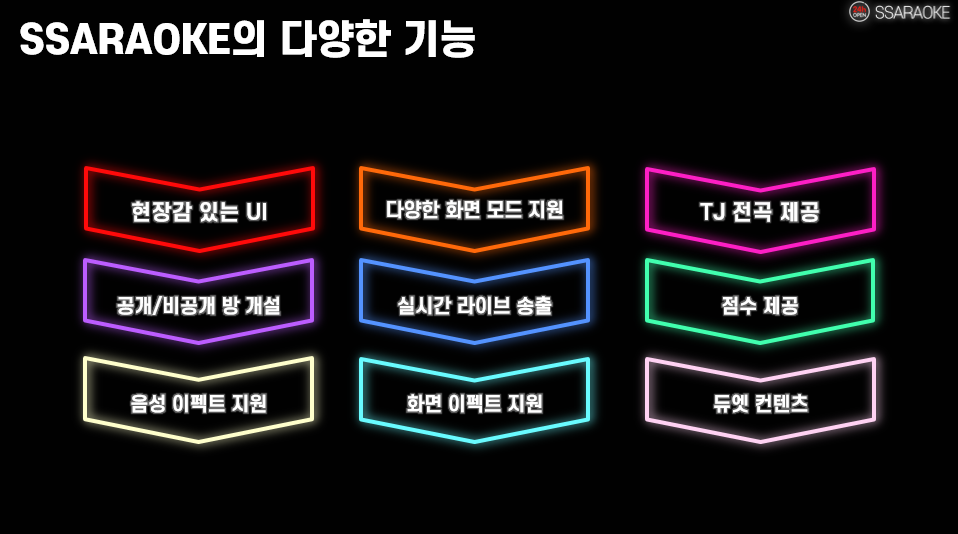 SSARAOKE의 다양한 기능
24h
OPEN
SSARAOKE
현장감 있는 UI
다양한 화면 모드 지원
TJ 전곡 제공
공개/비공개 방 개설
실시간 라이브 송출
점수 제공
음성 이펙트 지원
화면 이펙트 지원
듀엣 컨텐츠